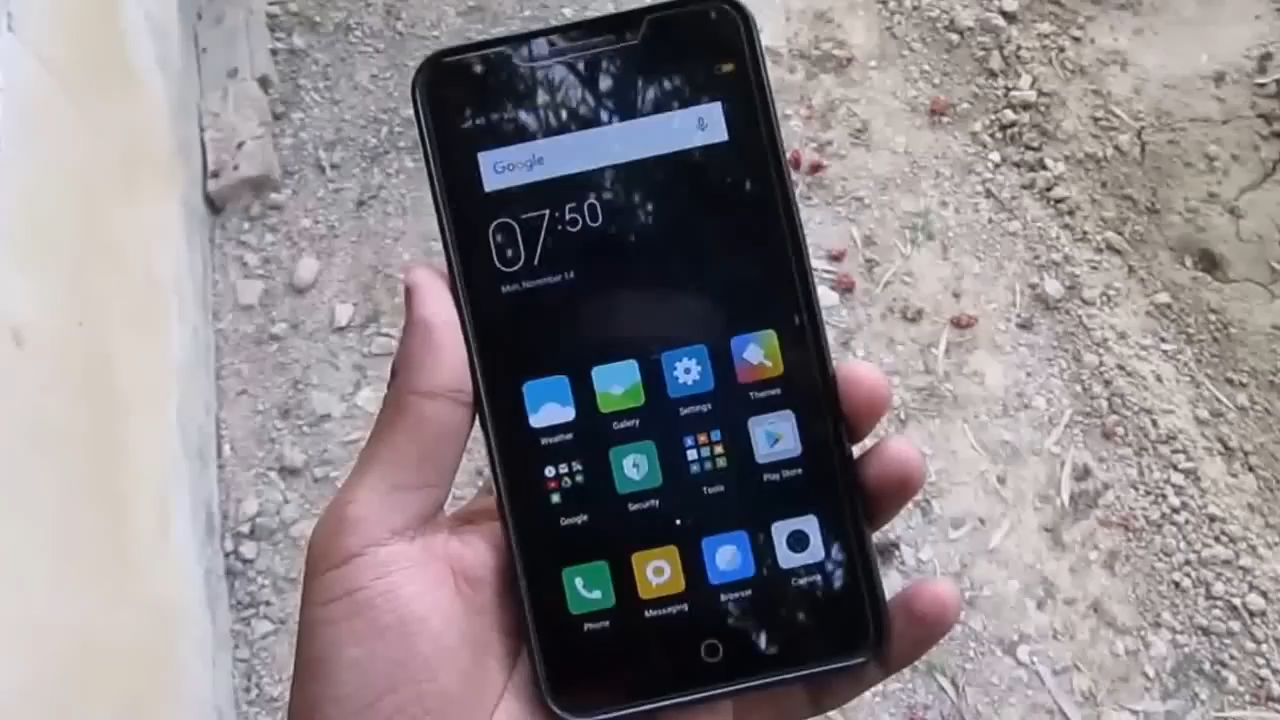 Google
07:50
Mon, November 14
Weather
Gallery
Settings
Themes
Google
Security
Tools
Play Store
Phone
Messaging
Browser
Camera